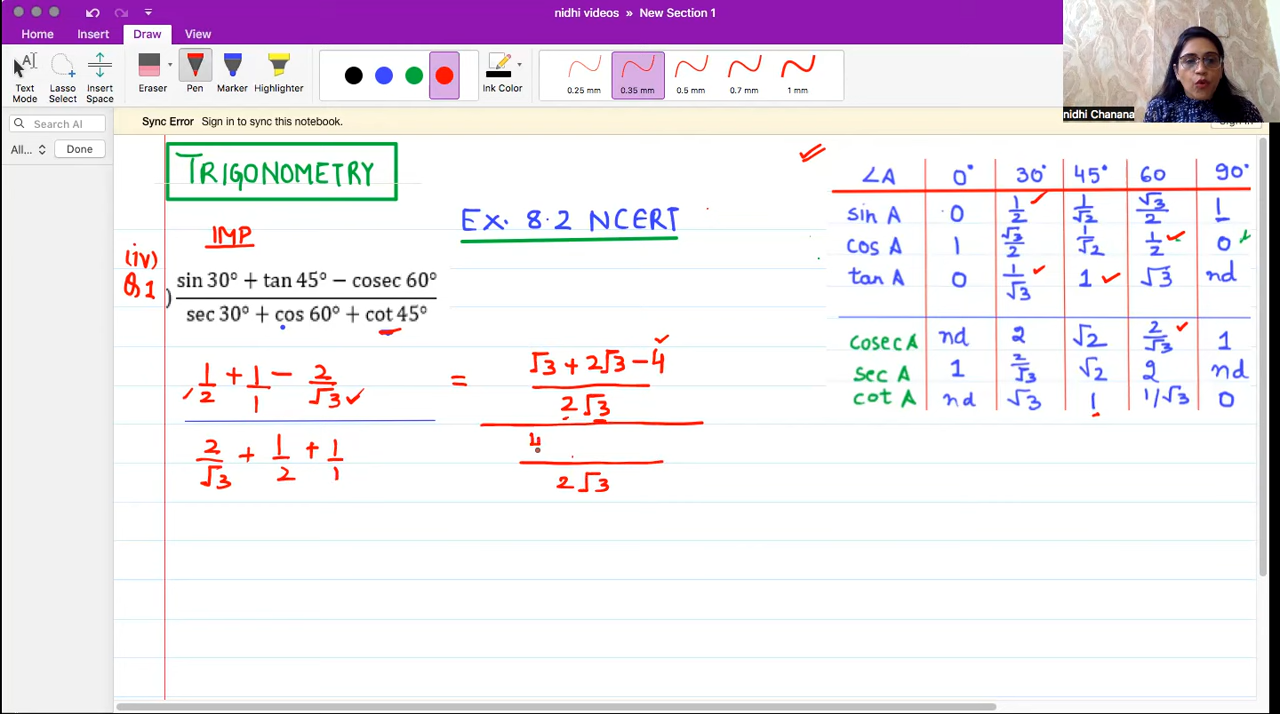 nidhi videos » New Section 1
Home Insert Draw View
Text Mode
Lasso Select
Insert Space
Eraser
Pen
Marker
Highlighter
Ink Color
0.25 mm
0.35 mm
0.5 mm
0.7 mm
1 mm
nidhi Chanana
Search Al
Sync Error Sign in to sync this notebook.
All...
Done
TRIGONOMETRY
Ex. 8.2 NCERT
IMP
(iv)
Q1
) sin 30° + tan 45° − cosec 60°
sec 30° + cos 60° + cot 45°
1/2 + 1/1 − 2/√3
2/√3 + 1/2 + 1/1
=
√3 + 2√3 − 4
2√3
4
2√3
∠A 0° 30° 45° 60 90°
sin A 0 1/2 1/√2 √3/2 1
cos A 1 √3/2 1/√2 1/2 0
tan A 0 1/√3 1 √3 nd
cosec A nd 2 √2 2/√3 1
sec A 1 2/√3 √2 2 nd
cot A nd √3 1 1/√3 0